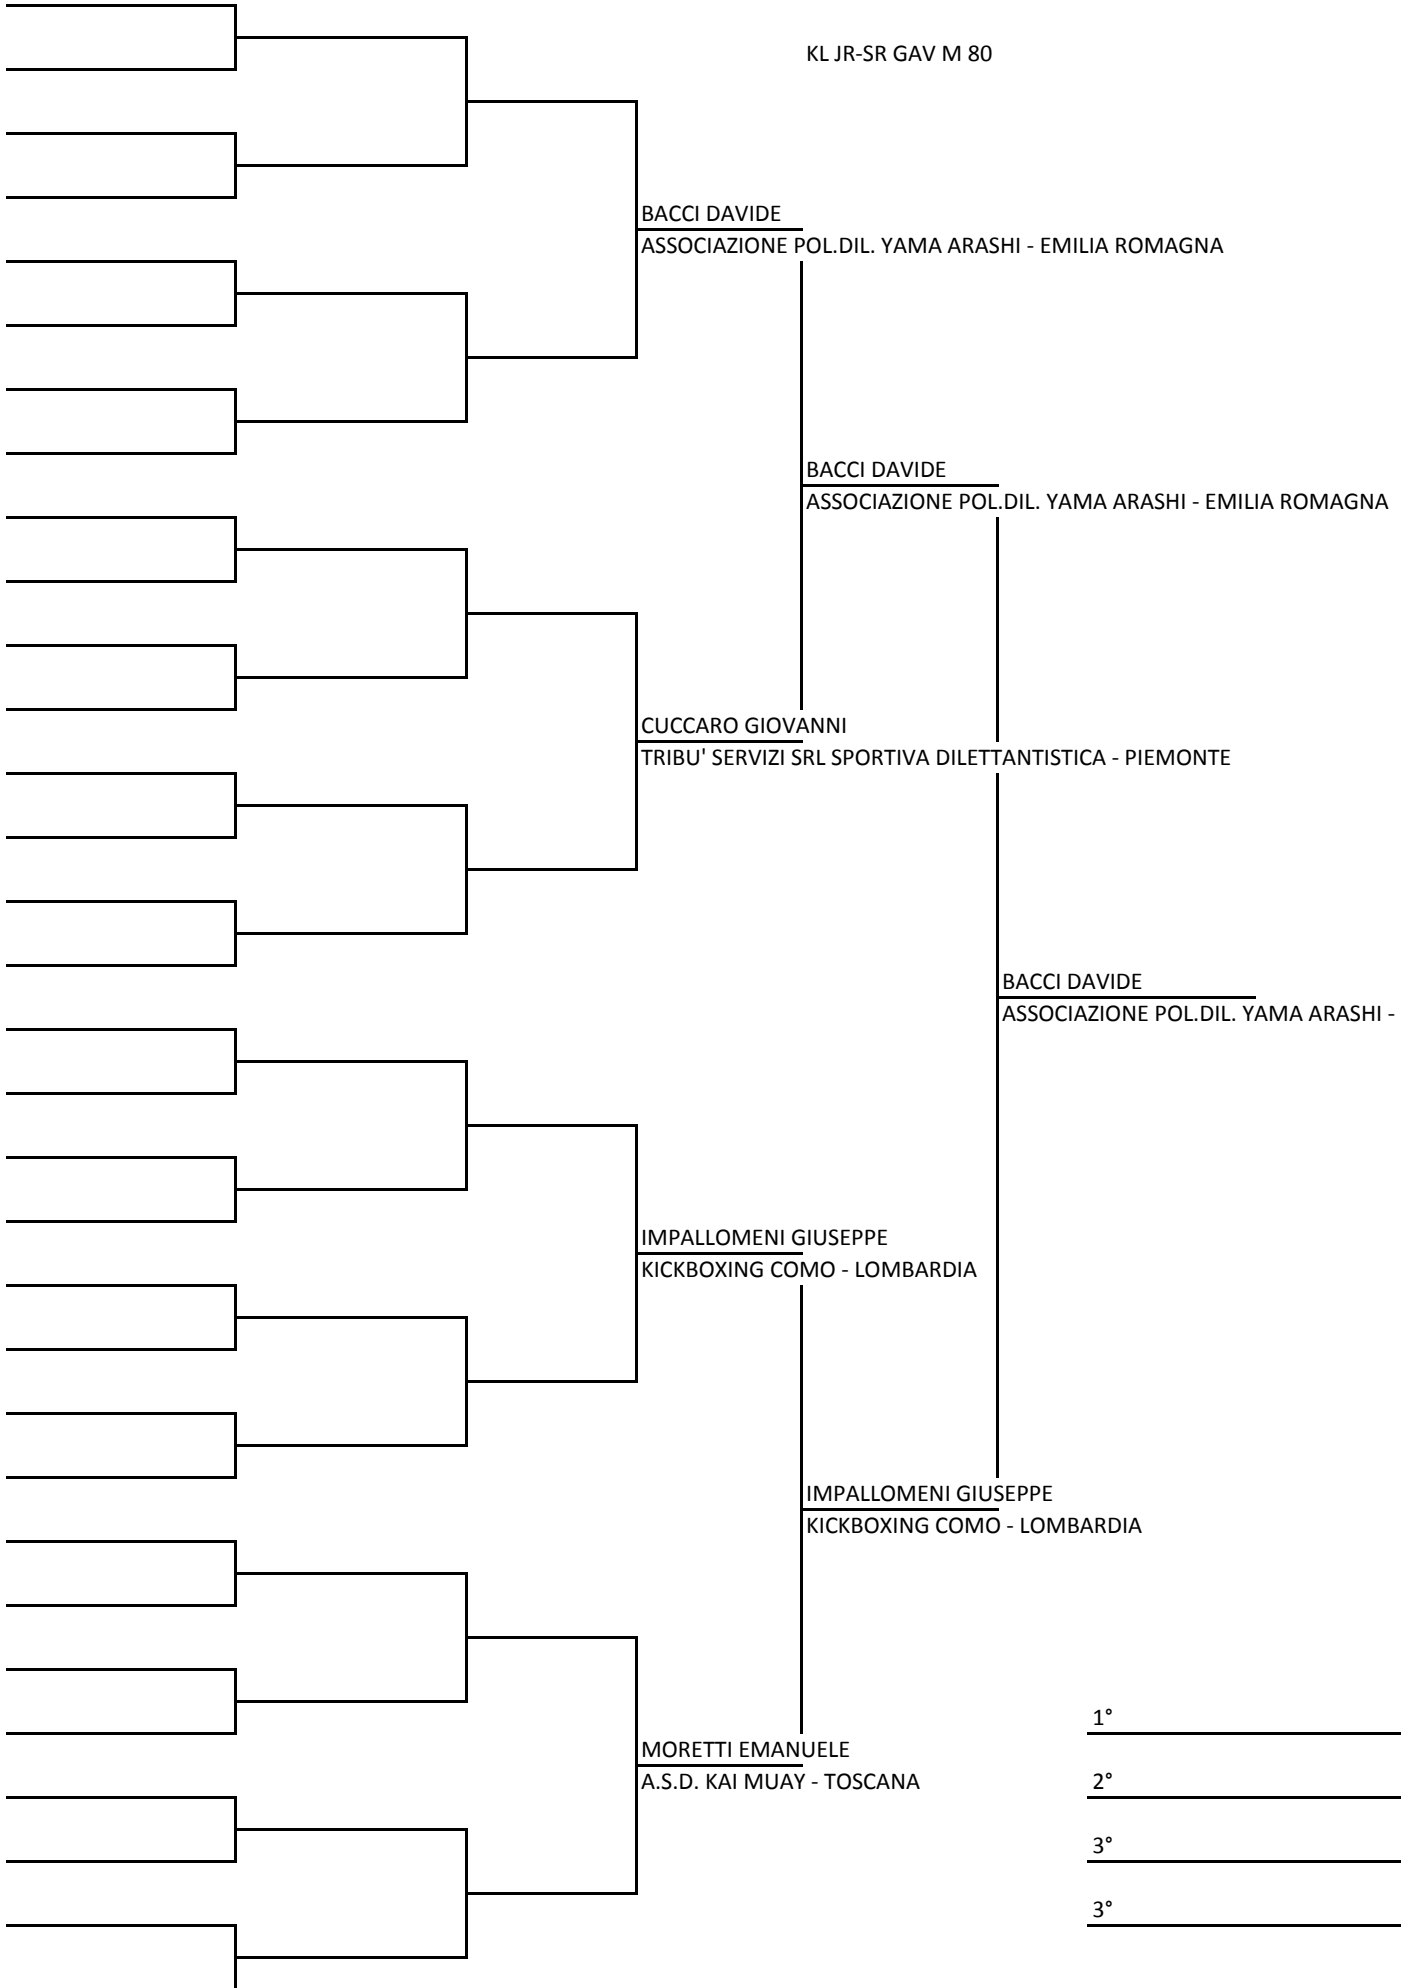 KL JR-SR GAV M 80
BACCI DAVIDE
ASSOCIAZIONE POL.DIL. YAMA ARASHI - EMILIA ROMAGNA
BACCI DAVIDE
ASSOCIAZIONE POL.DIL. YAMA ARASHI - EMILIA ROMAGNA
CUCCARO GIOVANNI
TRIBU' SERVIZI SRL SPORTIVA DILETTANTISTICA - PIEMONTE
BACCI DAVIDE
ASSOCIAZIONE POL.DIL. YAMA ARASHI -
IMPALLOMENI GIUSEPPE
KICKBOXING COMO - LOMBARDIA
IMPALLOMENI GIUSEPPE
KICKBOXING COMO - LOMBARDIA
MORETTI EMANUELE
A.S.D. KAI MUAY - TOSCANA
1°
2°
3°
3°